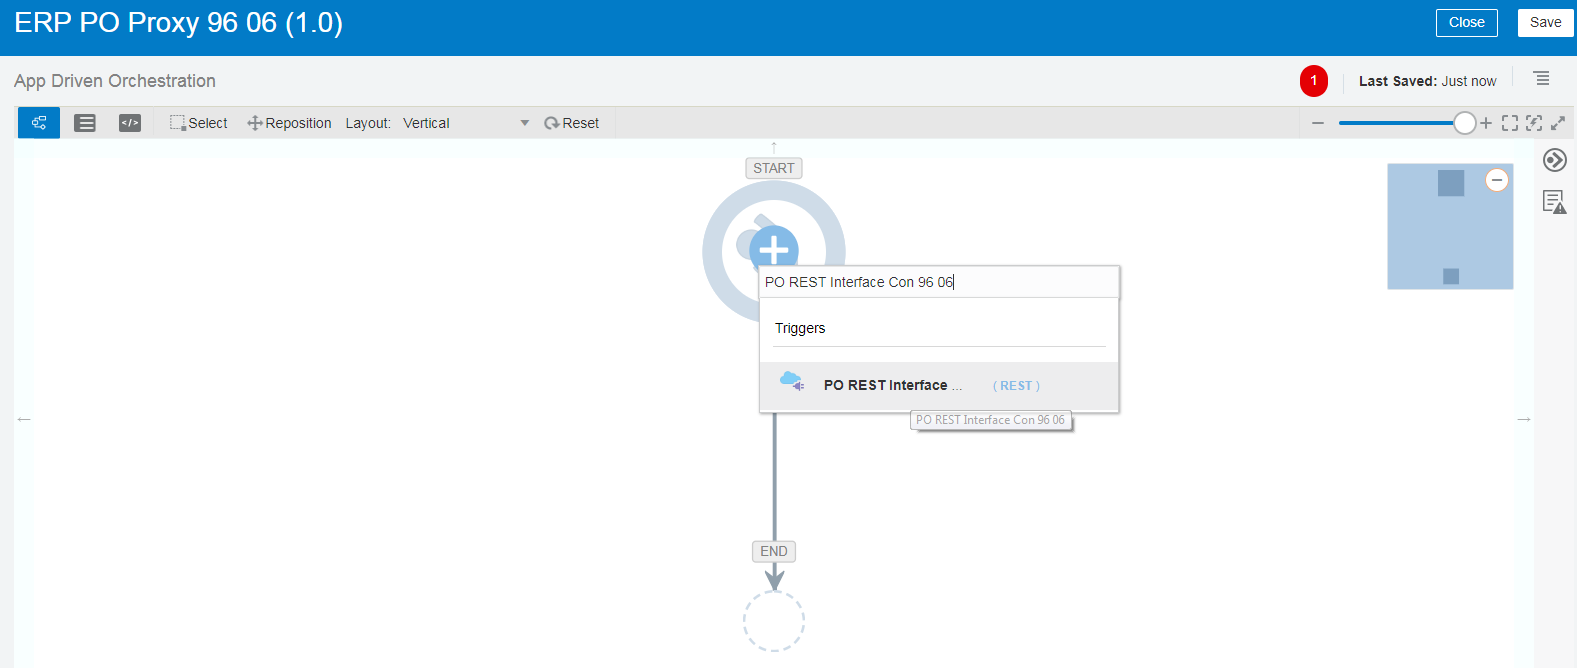 ERP PO Proxy 96 06 (1.0)
Close
Save
App Driven Orchestration
1
Last Saved: Just now
</>
Select
Reposition
Layout: Vertical
Reset
START
PO REST Interface Con 96 06
Triggers
PO REST Interface ... ( REST )
PO REST Interface Con 96 06
END